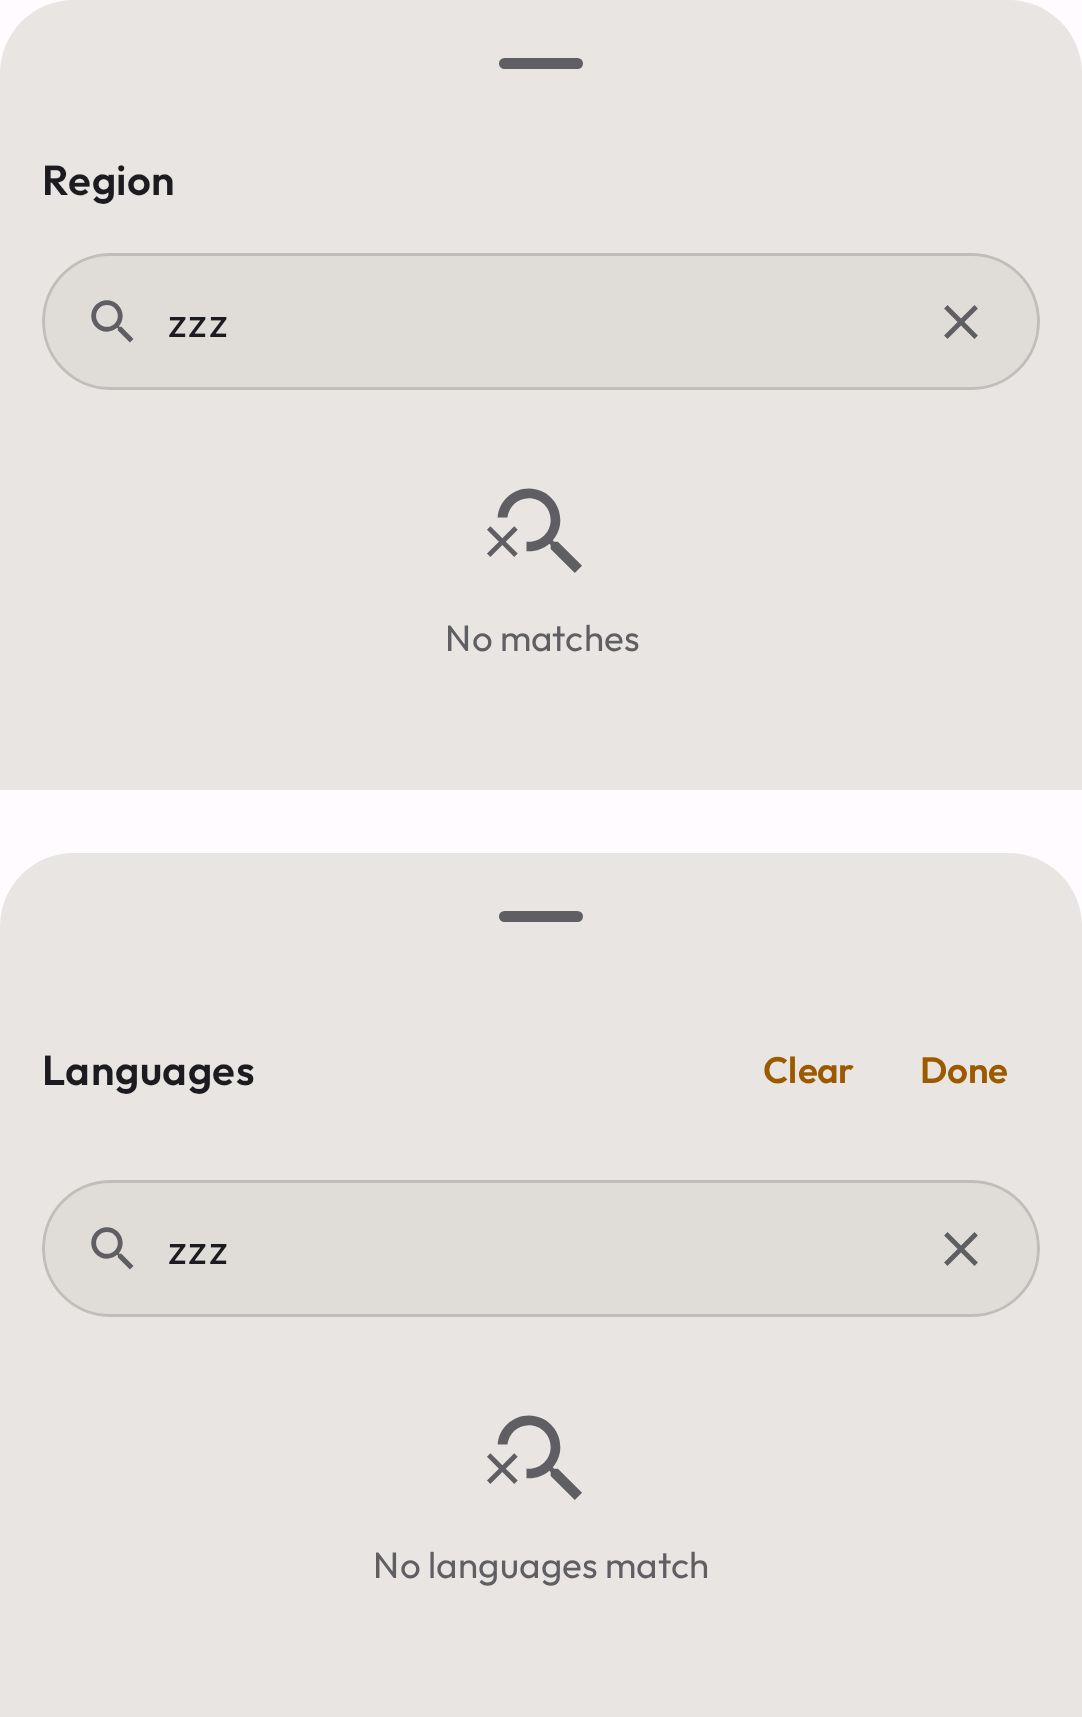 Region
zzz
No matches
Languages
Clear
Done
zzz
No languages match